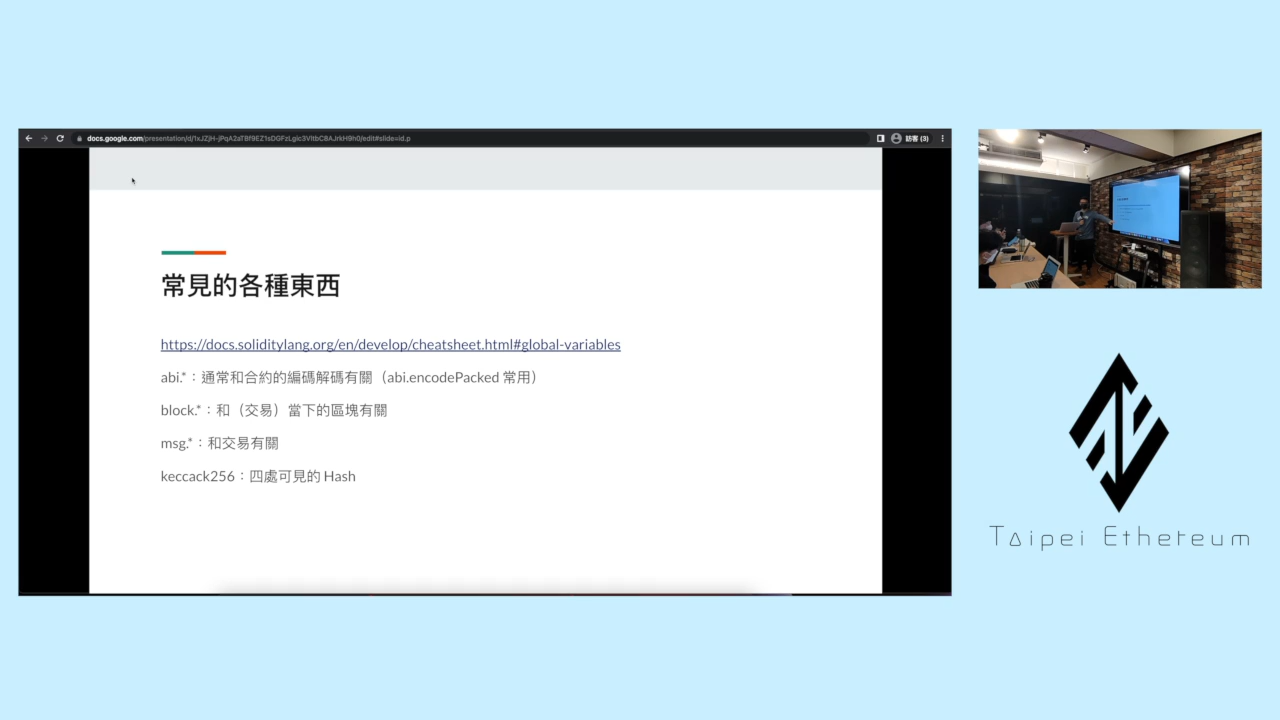 docs.google.com/presentation/d/1xJZjH-jPqA2aTBf9EZ1sDGFzLgic3VltbC8AJrkH9h0/edit#slide=id.p
訪客 (3)
常見的各種東西
https://docs.soliditylang.org/en/develop/cheatsheet.html#global-variables
abi.*：通常和合約的編碼解碼有關（abi.encodePacked 常用）
block.*：和（交易）當下的區塊有關
msg.*：和交易有關
keccack256：四處可見的 Hash
Taipei Ethereum